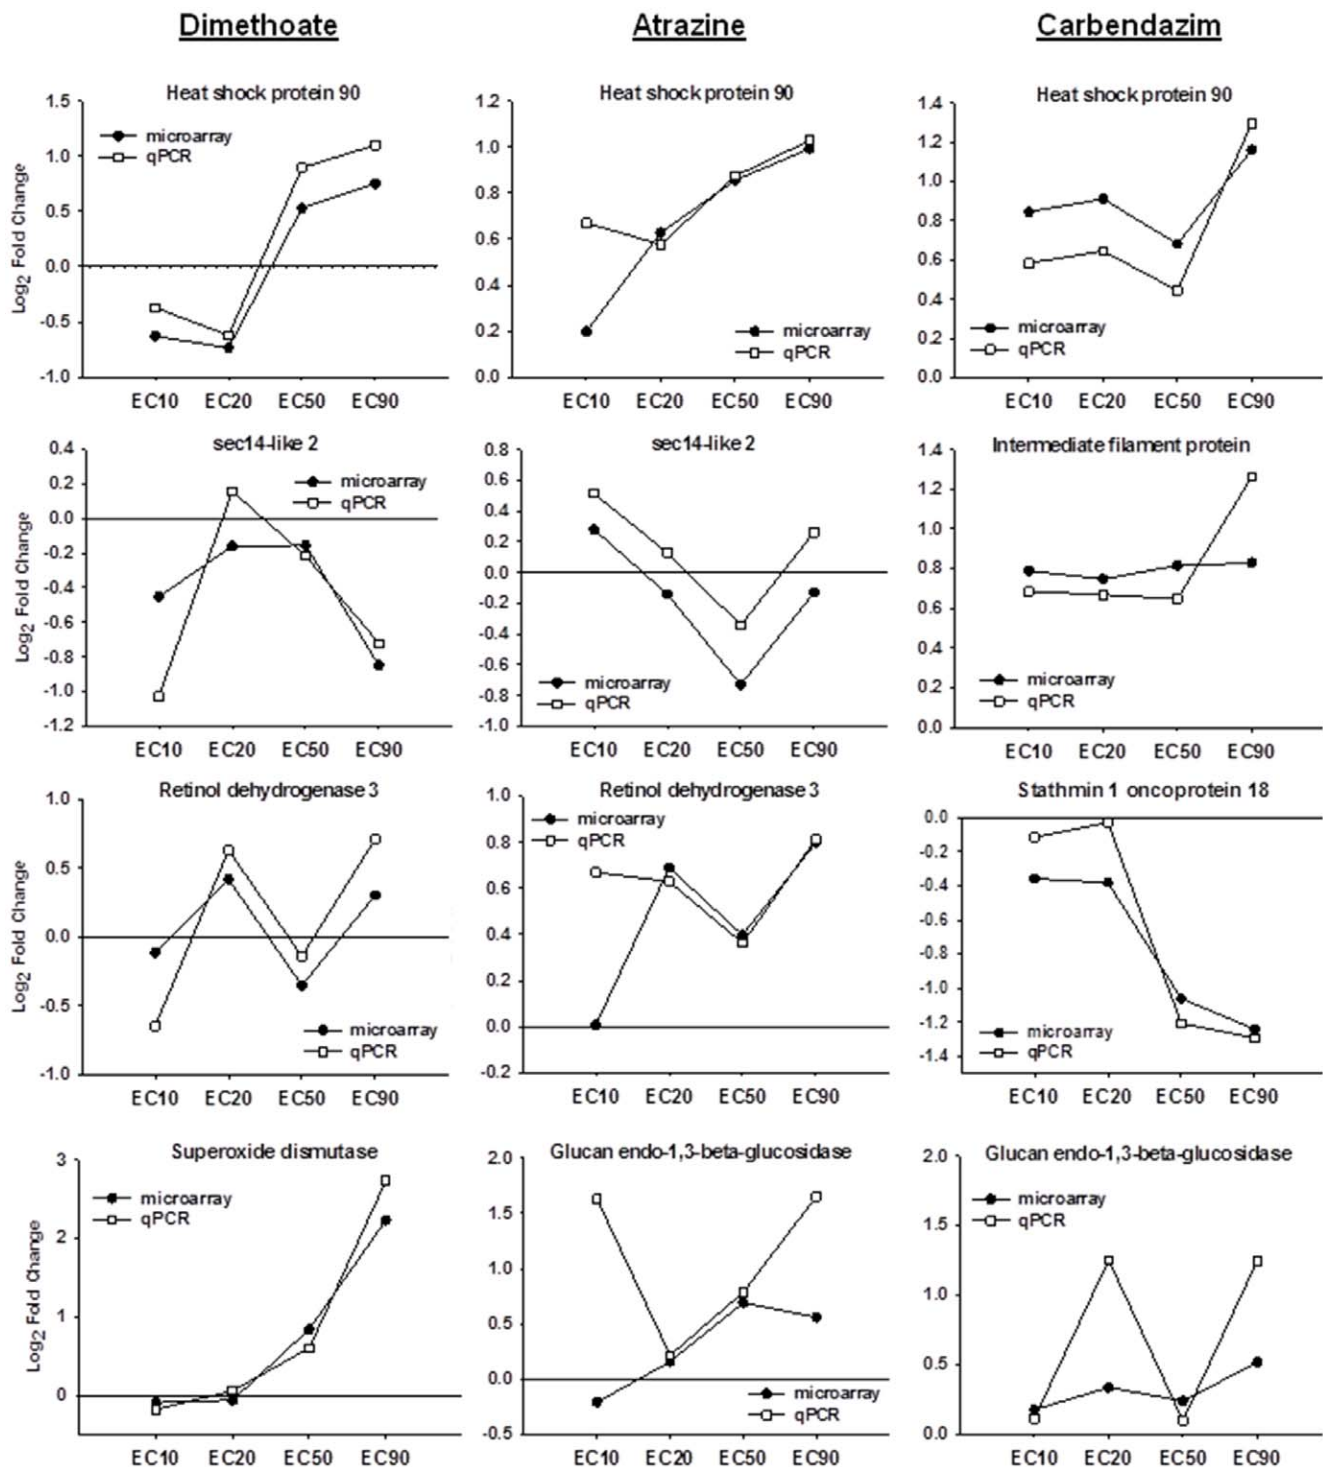 Dimethoate
Atrazine
Carbendazim
Heat shock protein 90
1.5
1.0
0.5
0.0
-0.5
-1.0
Log2 Fold Change
microarray
qPCR
EC10 EC20 EC50 EC90
Heat shock protein 90
1.2
1.0
0.8
0.6
0.4
0.2
0.0
microarray
qPCR
EC10 EC20 EC50 EC90
Heat shock protein 90
1.4
1.2
1.0
0.8
0.6
0.4
0.2
0.0
microarray
qPCR
EC10 EC20 EC50 EC90
sec14-like 2
0.4
0.2
0.0
-0.2
-0.4
-0.6
-0.8
-1.0
-1.2
Log2 Fold Change
microarray
qPCR
EC10 EC20 EC50 EC90
sec14-like 2
0.8
0.6
0.4
0.2
0.0
-0.2
-0.4
-0.6
-0.8
-1.0
microarray
qPCR
EC10 EC20 EC50 EC90
Intermediate filament protein
1.4
1.2
1.0
0.8
0.6
0.4
0.2
0.0
microarray
qPCR
EC10 EC20 EC50 EC90
Retinol dehydrogenase 3
1.0
0.5
0.0
-0.5
-1.0
Log2 Fold Change
microarray
qPCR
EC10 EC20 EC50 EC90
Retinol dehydrogenase 3
1.0
0.8
0.6
0.4
0.2
0.0
-0.2
microarray
qPCR
EC10 EC20 EC50 EC90
Stathmin 1 oncoprotein 18
0.0
-0.2
-0.4
-0.6
-0.8
-1.0
-1.2
-1.4
microarray
qPCR
EC10 EC20 EC50 EC90
Superoxide dismutase
3
2
1
0
Log2 Fold Change
microarray
qPCR
EC10 EC20 EC50 EC90
Glucan endo-1,3-beta-glucosidase
2.0
1.5
1.0
0.5
0.0
-0.5
microarray
qPCR
EC10 EC20 EC50 EC90
Glucan endo-1,3-beta-glucosidase
2.0
1.5
1.0
0.5
0.0
microarray
qPCR
EC10 EC20 EC50 EC90